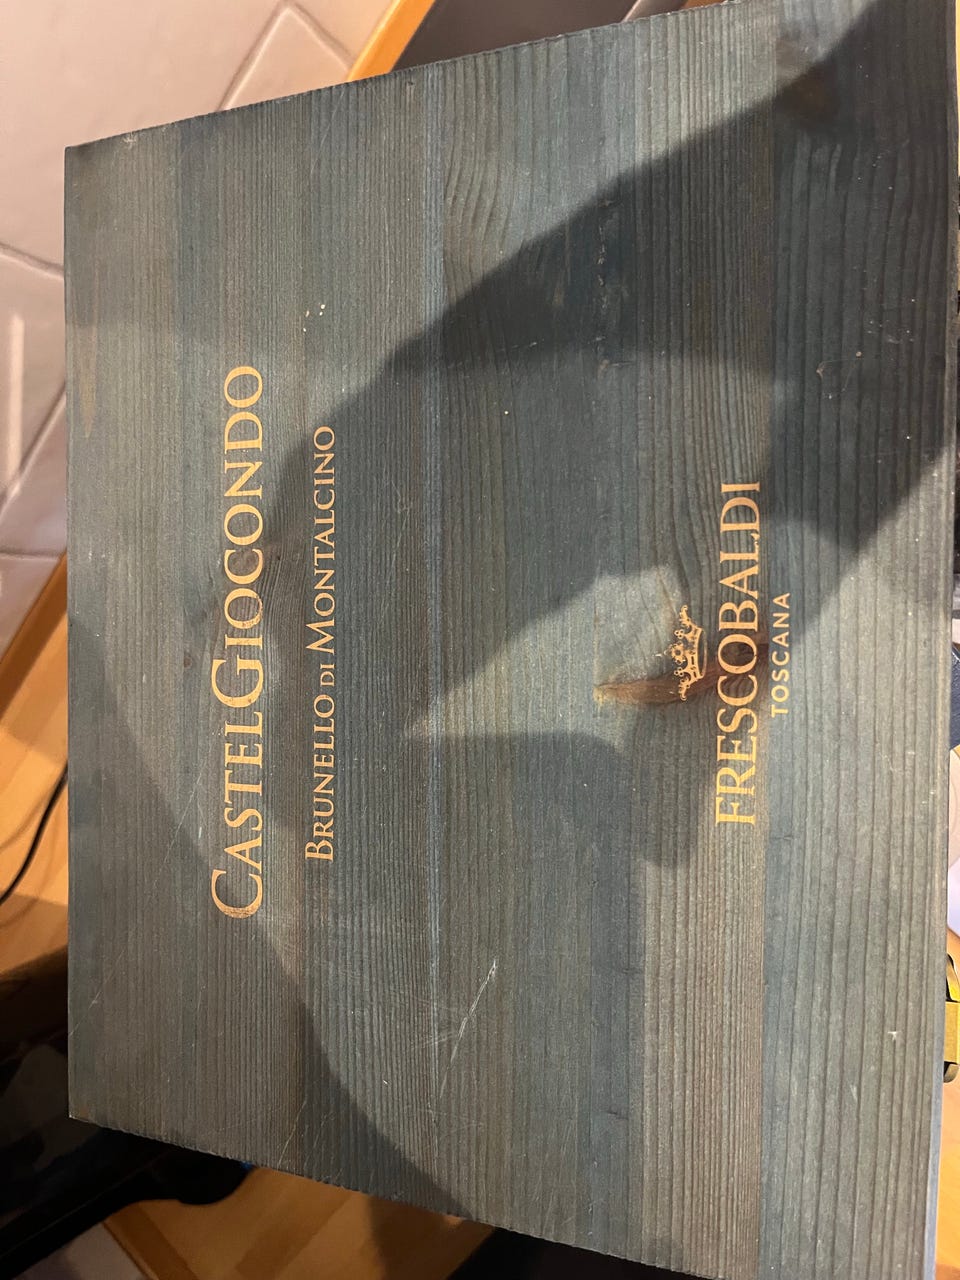 CASTELGIOCONDO
BRUNELLO DI MONTALCINO
FRESCOBALDI
TOSCANA